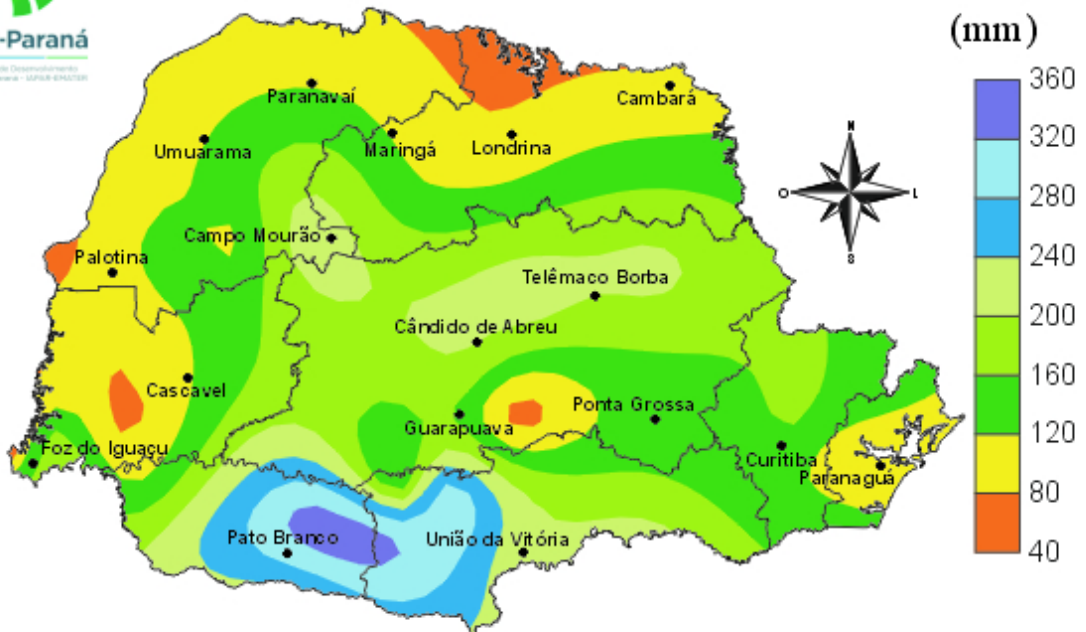 -Paraná
(mm)
360
320
280
240
200
160
120
80
40
N
O
L
S
Paranavaí
Cambará
Umuarama
Maringá
Londrina
Campo Mourão
Palotina
Telêmaco Borba
Cândido de Abreu
Cascavel
Ponta Grossa
Guarapuava
Foz do Iguaçu
Curitiba
Paranaguá
Pato Branco
União da Vitória